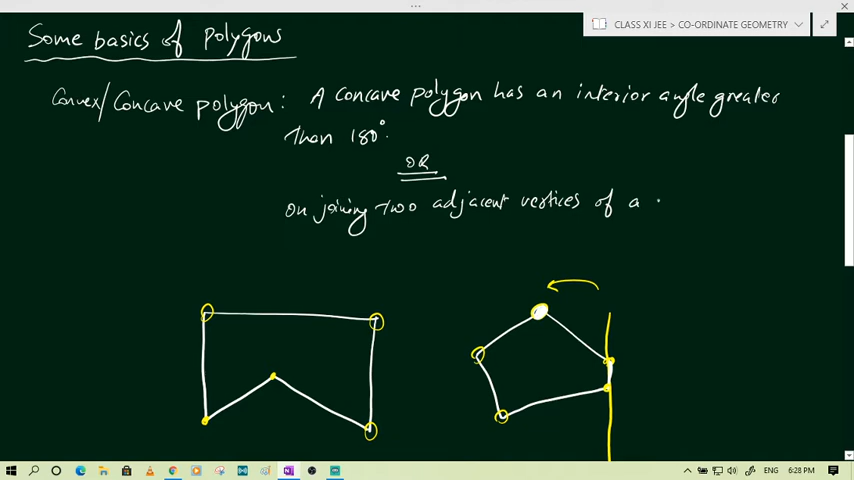 CLASS XI JEE > CO-ORDINATE GEOMETRY
Some basics of polygons
Convex/Concave polygon: A concave polygon has an interior angle greater
than 180°.
OR
On joining two adjacent vertices of a
ENG 6:28 PM